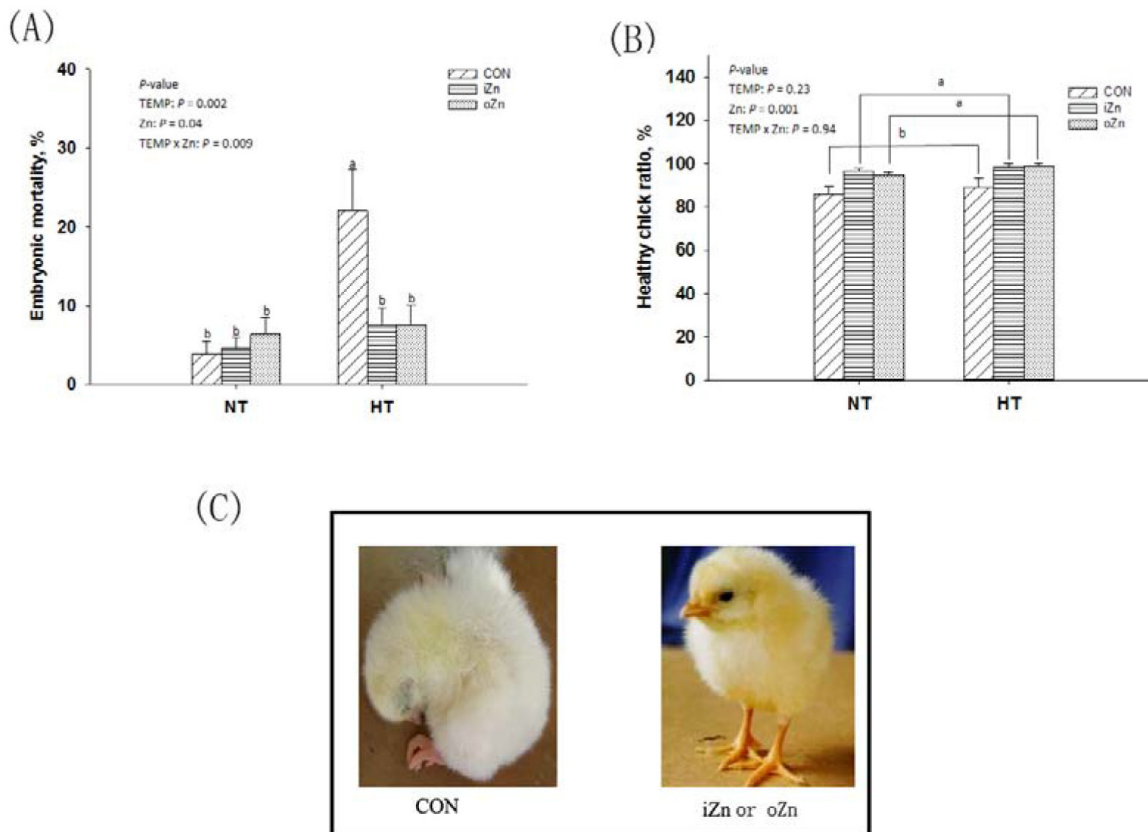 (A)
40
30
20
10
0
Embryonic mortality, %
P-value
TEMP: P = 0.002
Zn: P = 0.04
TEMP x Zn: P = 0.009
CON
iZn
oZn
b
b
b
a
b
b
NT
HT
(B)
140
120
100
80
60
40
20
0
Healthy chick ratio, %
P-value
TEMP: P = 0.23
Zn: P = 0.001
TEMP x Zn: P = 0.94
CON
iZn
oZn
a
a
b
NT
HT
(C)
CON
iZn or oZn